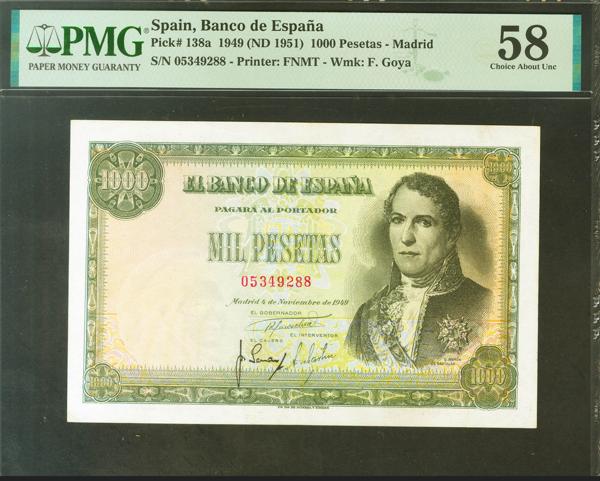 PMG
PAPER MONEY GUARANTY
Spain, Banco de España
Pick# 138a 1949 (ND 1951) 1000 Pesetas - Madrid
S/N 05349288 - Printer: FNMT - Wmk: F. Goya
58
Choice About Unc
1000
1000
EL BANCO DE ESPAÑA
PAGARÁ AL PORTADOR
MIL PESETAS
05349288
Madrid 4 de Noviembre de 1949
EL GOBERNADOR
EL INTERVENTOR
EL CAJERO
1000
1000